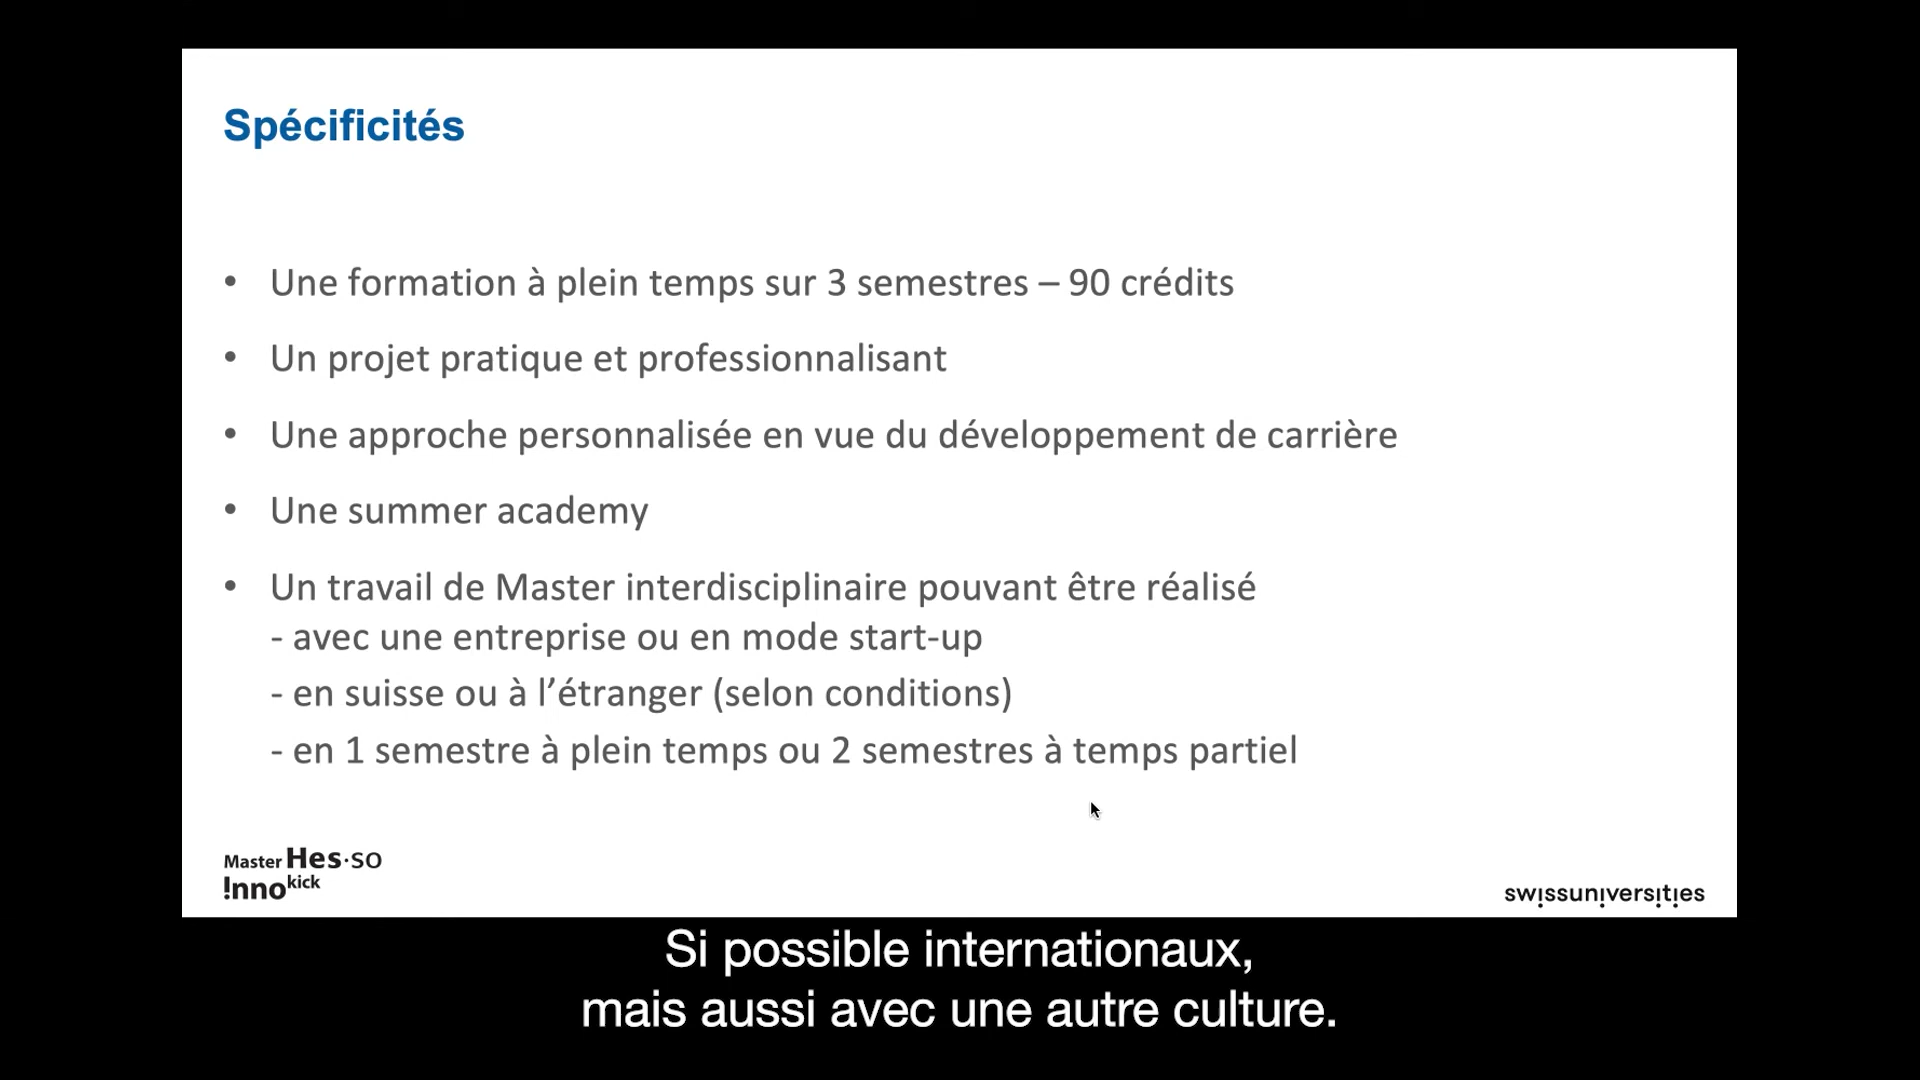 Spécificités
• Une formation à plein temps sur 3 semestres – 90 crédits
• Un projet pratique et professionnalisant
• Une approche personnalisée en vue du développement de carrière
• Une summer academy
• Un travail de Master interdisciplinaire pouvant être réalisé
- avec une entreprise ou en mode start-up
- en suisse ou à l’étranger (selon conditions)
- en 1 semestre à plein temps ou 2 semestres à temps partiel
Master Hes·so
!nnokick
swissuniversities
Si possible internationaux,
mais aussi avec une autre culture.